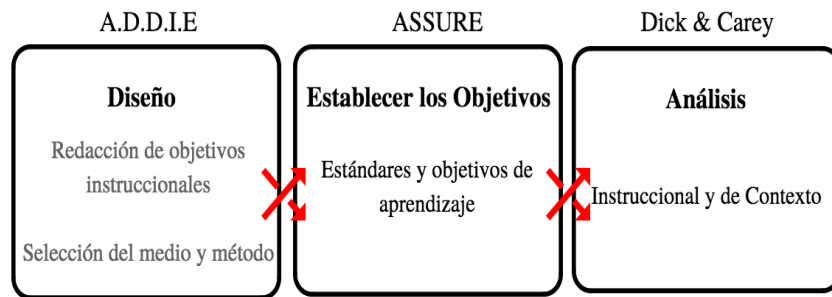 A.D.D.I.E
ASSURE
Dick & Carey
Diseño
Redacción de objetivos
instruccionales
Selección del medio y método
Establecer los Objetivos
Estándares y objetivos de
aprendizaje
Análisis
Instruccional y de Contexto